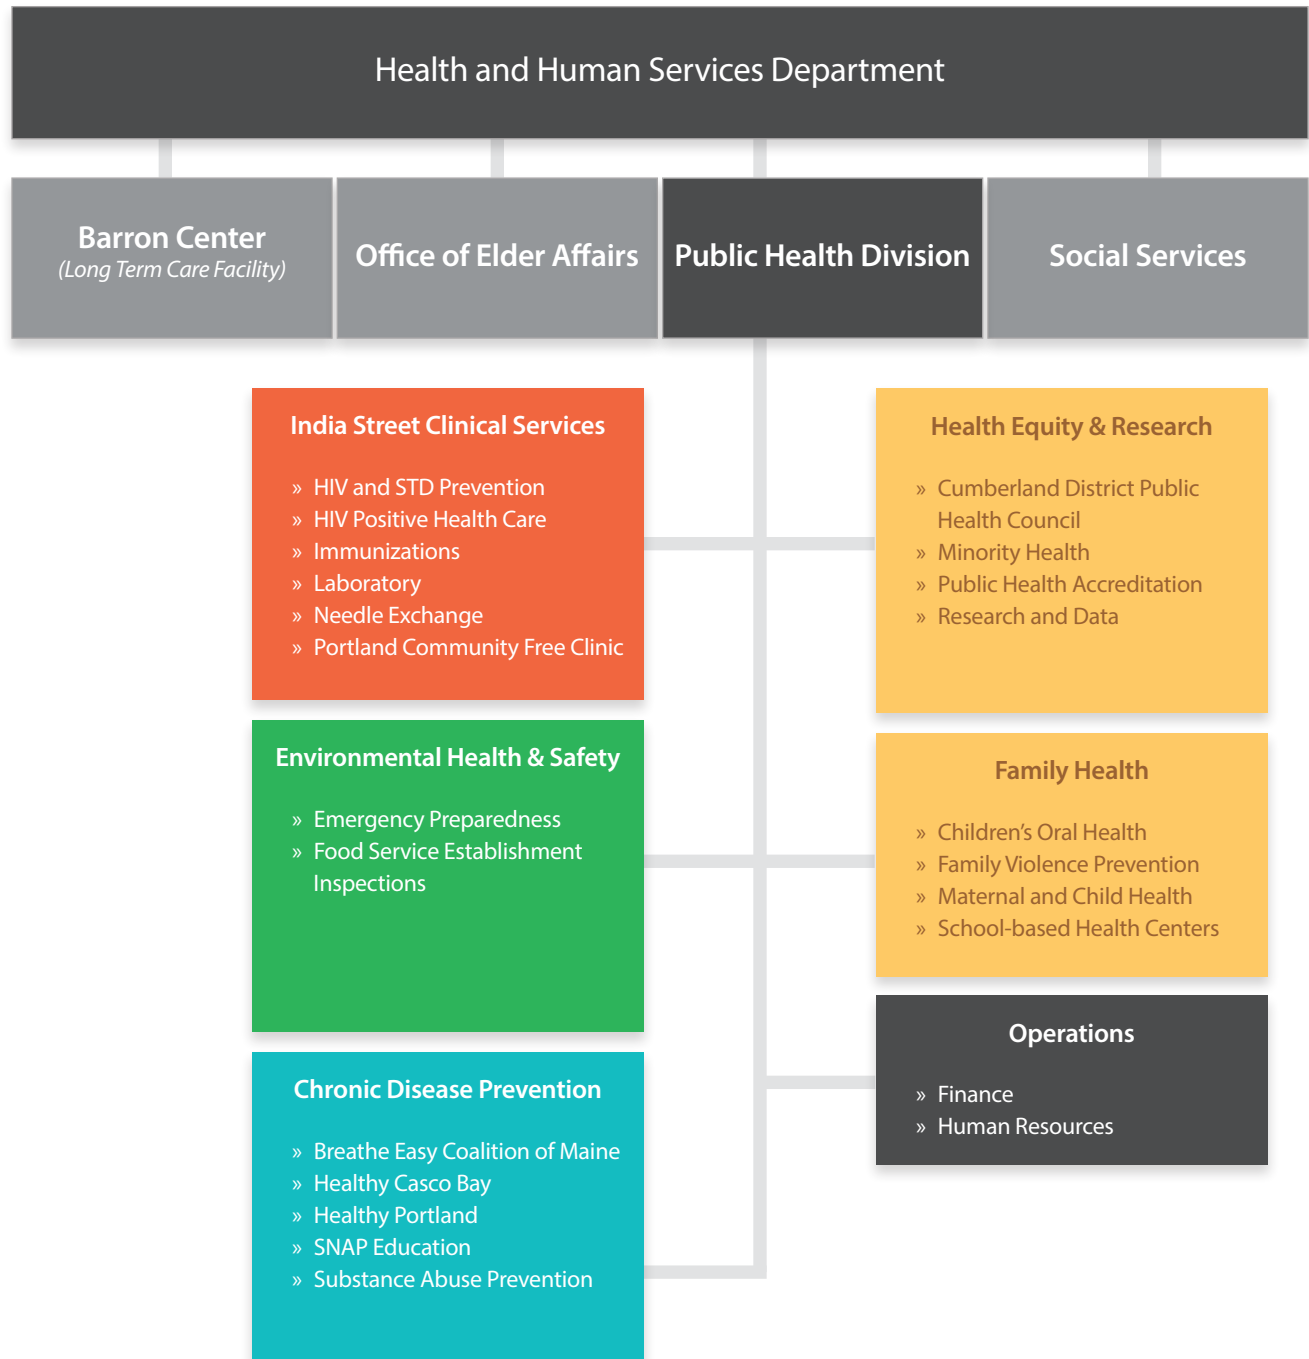 Health and Human Services Department
Barron Center
(Long Term Care Facility)
Office of Elder Affairs
Public Health Division
Social Services
India Street Clinical Services
» HIV and STD Prevention
» HIV Positive Health Care
» Immunizations
» Laboratory
» Needle Exchange
» Portland Community Free Clinic
Environmental Health & Safety
» Emergency Preparedness
» Food Service Establishment
Inspections
Chronic Disease Prevention
» Breathe Easy Coalition of Maine
» Healthy Casco Bay
» Healthy Portland
» SNAP Education
» Substance Abuse Prevention
Health Equity & Research
» Cumberland District Public
Health Council
» Minority Health
» Public Health Accreditation
» Research and Data
Family Health
» Children’s Oral Health
» Family Violence Prevention
» Maternal and Child Health
» School-based Health Centers
Operations
» Finance
» Human Resources